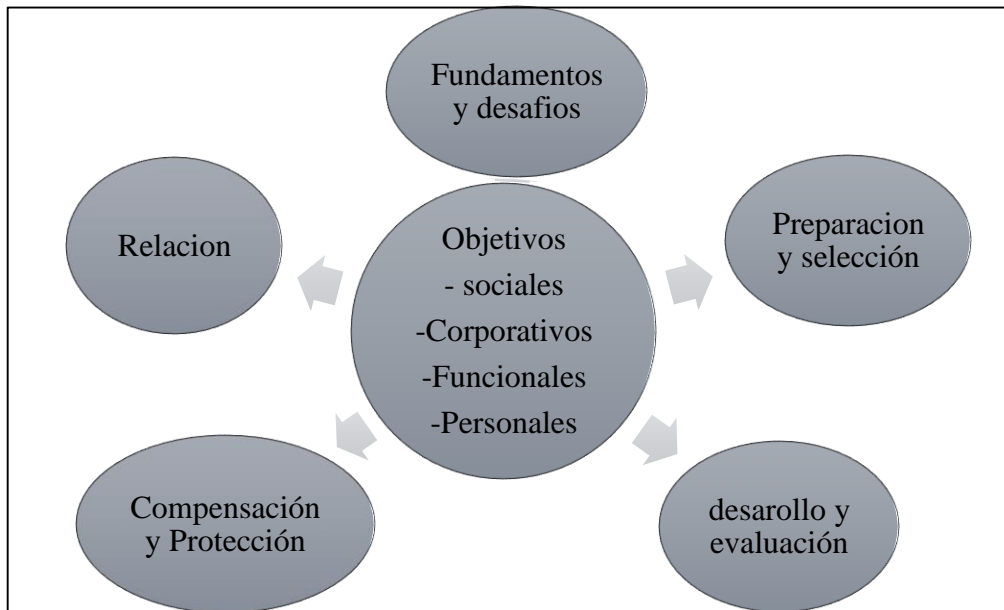 Fundamentos
y desafios
Relacion
Objetivos
- sociales
-Corporativos
-Funcionales
-Personales
Preparacion
y selección
Compensación
y Protección
desarollo y
evaluación